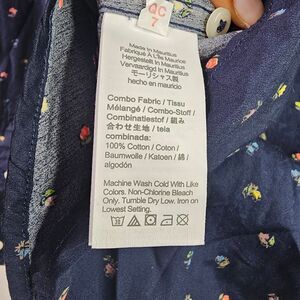 QC
7
Made in Mauritius
Fabriqué À L'Ile Maurice
Hergestellt In Mauritius
Vervaardigd In Mauritius
モーリシャス製
hecho en mauricio
Combo Fabric / Tissu
Mélangé / Combo-Stoff /
Combinatiestof / 組み
合わせ生地 / tela
combinada:
100% Cotton / Coton /
Baumwolle / Katoen / 綿 /
algodón
Machine Wash Cold With Like
Colors. Non-Chlorine Bleach
Only. Tumble Dry Low. Iron on
Lowest Setting.